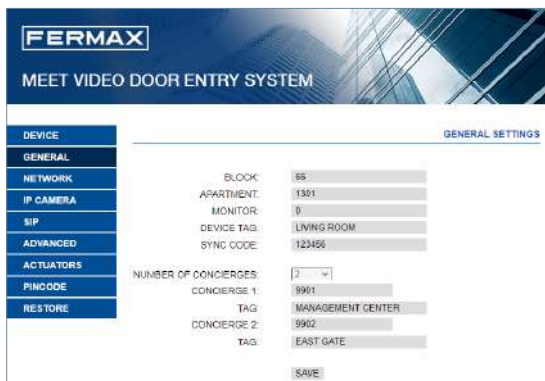 FERMAX
MEET VIDEO DOOR ENTRY SYSTEM
DEVICE
GENERAL
NETWORK
IP CAMERA
SIP
ADVANCED
ACTUATORS
PINCODE
RESTORE
GENERAL SETTINGS
BLOCK: 66
APARTMENT: 1301
MONITOR: 0
DEVICE TAG: LIVING ROOM
SYNC CODE: 123456
NUMBER OF CONCIERGES: 2
CONCIERGE 1: 9901
TAG: MANAGEMENT CENTER
CONCIERGE 2: 9902
TAG: EAST GATE
SAVE